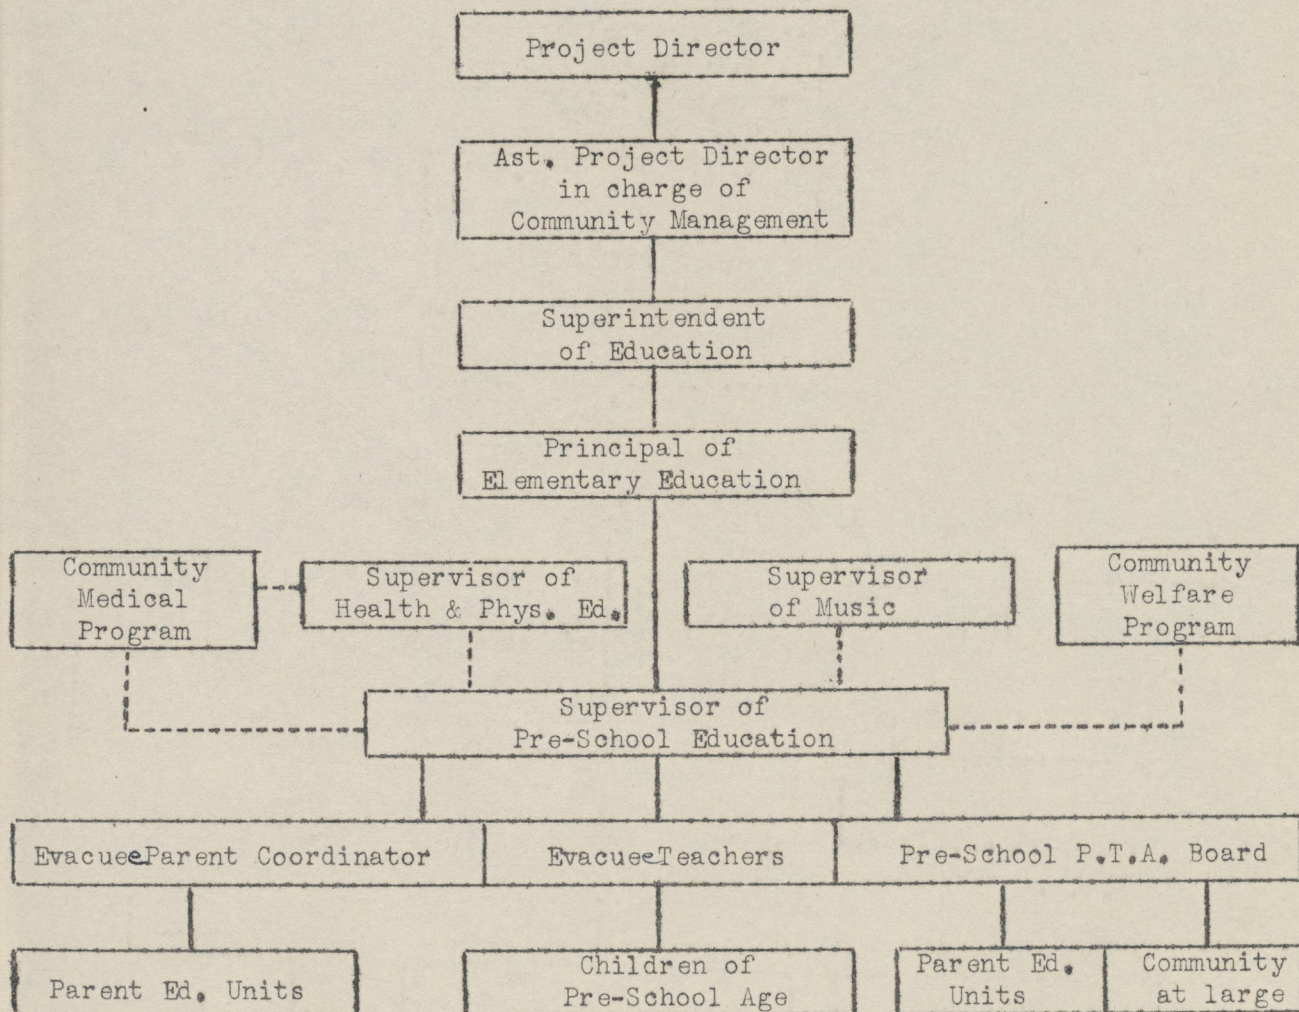 Project Director
Ast. Project Director
in charge of
Community Management
Superintendent
of Education
Principal of
Elementary Education
Community
Medical
Program
Supervisor of
Health & Phys. Ed.
Supervisor
of Music
Community
Welfare
Program
Supervisor of
Pre-School Education
EvacueeParent Coordinator
EvacueeTeachers
Pre-School P.T.A. Board
Parent Ed. Units
Children of
Pre-School Age
Parent Ed.
Units
Community
at large